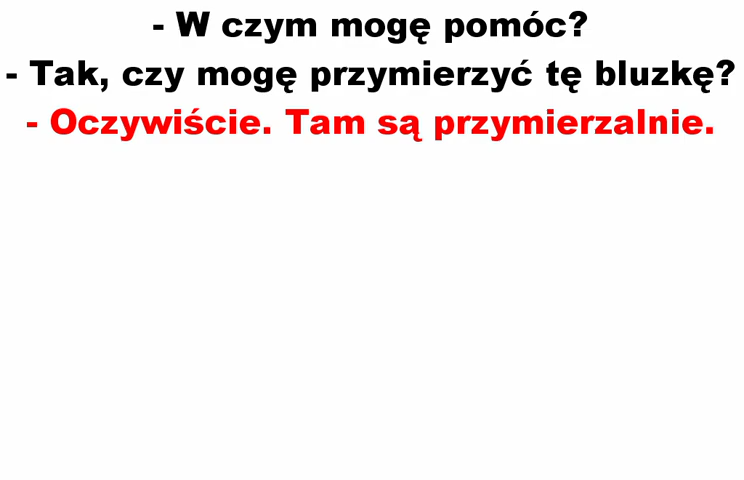 - W czym mogę pomóc?
- Tak, czy mogę przymierzyć tę bluzkę?
- Oczywiście. Tam są przymierzalnie.